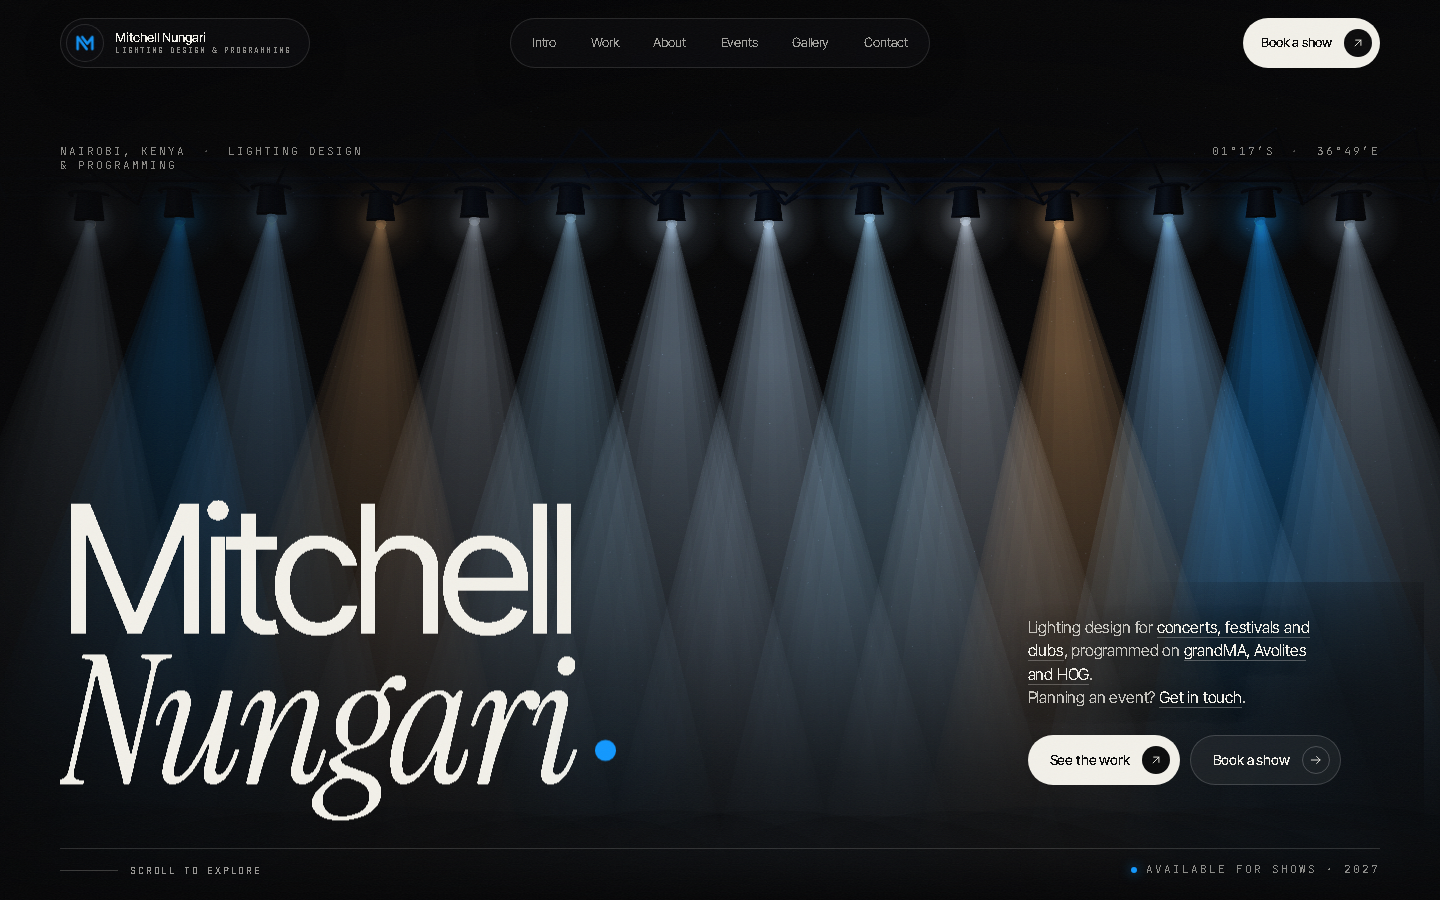 Mitchell Nungari
LIGHTING DESIGN & PROGRAMMING
Intro
Work
About
Events
Gallery
Contact
Book a show
NAIROBI, KENYA · LIGHTING DESIGN
& PROGRAMMING
01°17′S · 36°49′E
Mitchell
Nungari
Lighting design for concerts, festivals and
clubs, programmed on grandMA, Avolites
and HOG.
Planning an event? Get in touch.
See the work
Book a show
SCROLL TO EXPLORE
AVAILABLE FOR SHOWS · 2027